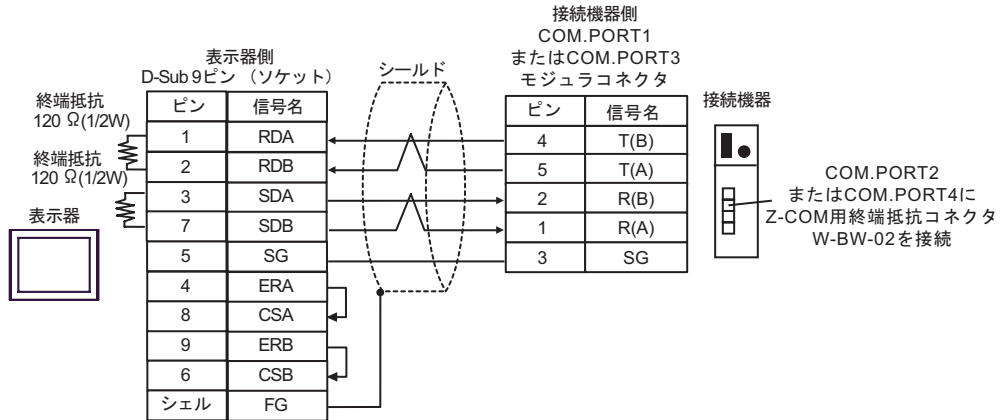 接続機器側
COM.PORT1
またはCOM.PORT3
モジュラコネクタ
表示器側
D-Sub 9ピン （ソケット）
シールド
終端抵抗
120 Ω(1/2W)
終端抵抗
120 Ω(1/2W)
表示器
ピン 信号名
1 RDA
2 RDB
3 SDA
7 SDB
5 SG
4 ERA
8 CSA
9 ERB
6 CSB
シェル FG
ピン 信号名
4 T(B)
5 T(A)
2 R(B)
1 R(A)
3 SG
接続機器
COM.PORT2
またはCOM.PORT4に
Z-COM用終端抵抗コネクタ
W-BW-02を接続